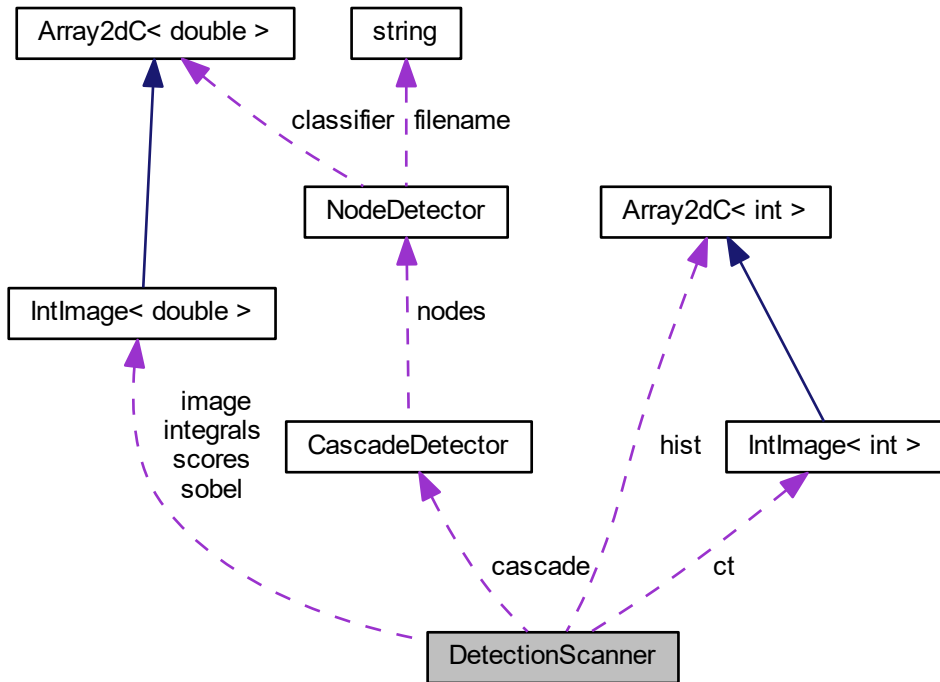 Array2dC< double >
string
classifier
filename
NodeDetector
Array2dC< int >
IntImage< double >
nodes
image
integrals
scores
sobel
CascadeDetector
hist
IntImage< int >
cascade
ct
DetectionScanner